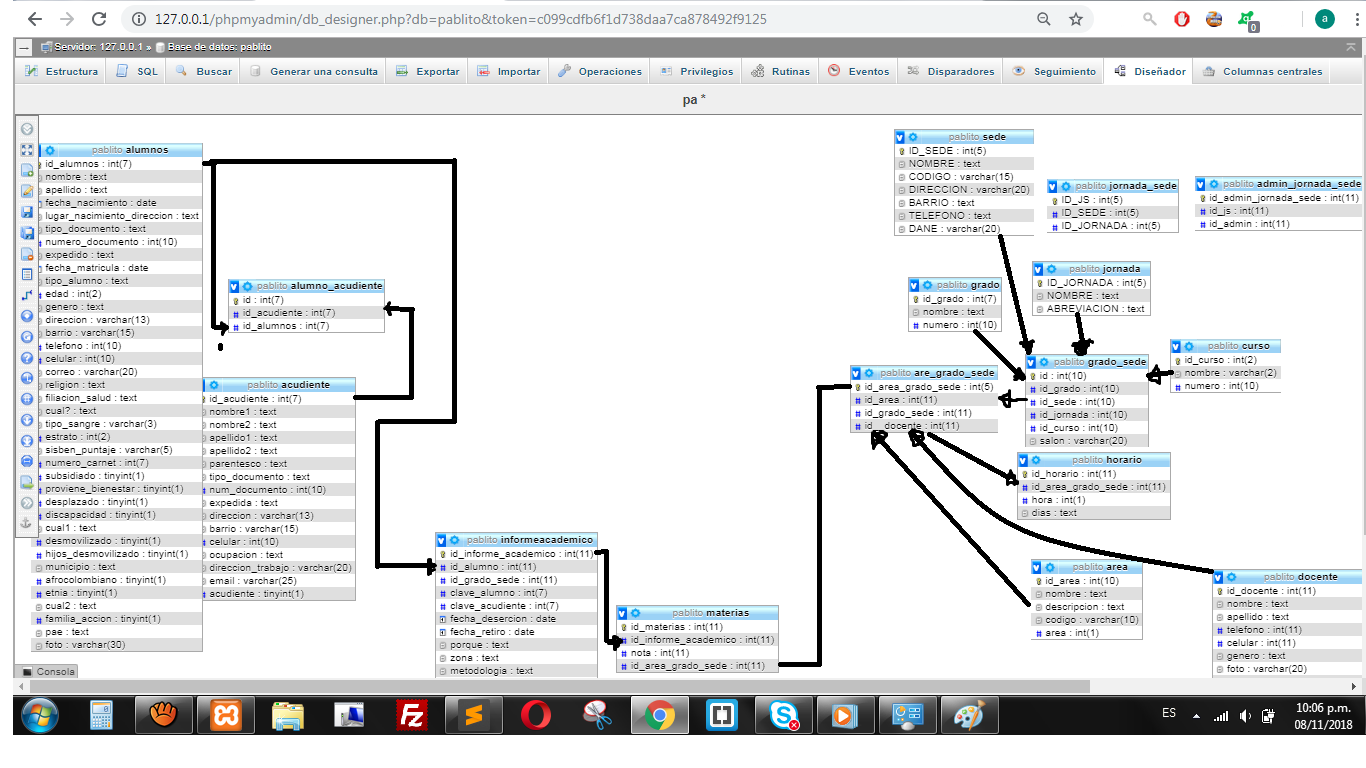 127.0.0.1/phpmyadmin/db_designer.php?db=pablito&token=c099cdfb6f1d738daa7ca878492f9125
0
a
Servidor: 127.0.0.1 » Base de datos: pablito
Estructura SQL Buscar Generar una consulta Exportar Importar Operaciones Privilegios Rutinas Eventos Disparadores Seguimiento Diseñador Columnas centrales
pa *
pablito alumnos
id_alumnos : int(7)
nombre : text
apellido : text
fecha_nacimiento : date
lugar_nacimiento_direccion : text
tipo_documento : text
numero_documento : int(10)
expedido : text
fecha_matricula : date
tipo_alumno : text
edad : int(2)
genero : text
direccion : varchar(13)
barrio : varchar(15)
telefono : int(10)
celular : int(10)
correo : varchar(20)
religion : text
filiacion_salud : text
cual? : text
tipo_sangre : varchar(3)
estrato : int(2)
sisben_puntaje : varchar(5)
numero_carnet : int(7)
subsidiado : tinyint(1)
proviene_bienestar : tinyint(1)
desplazado : tinyint(1)
discapacidad : tinyint(1)
cual1 : text
desmovilizado : tinyint(1)
hijos_desmovilizado : tinyint(1)
municipio : text
afrocolombiano : tinyint(1)
etnia : tinyint(1)
cual2 : text
familia_accion : tinyint(1)
pae : text
foto : varchar(30)
pablito alumno_acudiente
id : int(7)
id_acudiente : int(7)
id_alumnos : int(7)
pablito acudiente
id_acudiente : int(7)
nombre1 : text
nombre2 : text
apellido1 : text
apellido2 : text
parentesco : text
tipo_documento : text
num_documento : int(10)
expedida : text
direccion : varchar(13)
barrio : varchar(15)
celular : int(10)
ocupacion : text
direccion_trabajo : varchar(20)
email : varchar(25)
acudiente : tinyint(1)
pablito informeacademico
id_informe_academico : int(11)
id_alumno : int(11)
id_grado_sede : int(11)
clave_alumno : int(7)
clave_acudiente : int(7)
fecha_desercion : date
fecha_retiro : date
porque : text
zona : text
metodologia : text
pablito materias
id_materias : int(11)
id_informe_academico : int(11)
nota : int(11)
id_area_grado_sede : int(11)
pablito sede
ID_SEDE : int(5)
NOMBRE : text
CODIGO : varchar(15)
DIRECCION : varchar(20)
BARRIO : text
TELEFONO : text
DANE : varchar(20)
pablito jornada_sede
ID_JS : int(5)
ID_SEDE : int(5)
ID_JORNADA : int(5)
pablito admin_jornada_sede
id_admin_jornada_sede : int(11)
id_js : int(11)
id_admin : int(11)
pablito grado
id_grado : int(7)
nombre : text
numero : int(10)
pablito jornada
ID_JORNADA : int(5)
NOMBRE : text
ABREVIACION : text
pablito curso
id_curso : int(2)
nombre : varchar(2)
numero : int(10)
pablito are_grado_sede
id_area_grado_sede : int(5)
id_area : int(11)
id_grado_sede : int(11)
id__docente : int(11)
pablito grado_sede
id : int(10)
id_grado : int(10)
id_sede : int(10)
id_jornada : int(10)
id_curso : int(10)
salon : varchar(20)
pablito horario
id_horario : int(11)
id_area_grado_sede : int(11)
hora : int(1)
dias : text
pablito area
id_area : int(10)
nombre : text
descripcion : text
codigo : varchar(10)
area : int(1)
pablito docente
id_docente : int(11)
nombre : text
apellido : text
telefono : int(11)
celular : int(11)
genero : text
foto : varchar(20)
Consola
ES
10:06 p.m.
08/11/2018